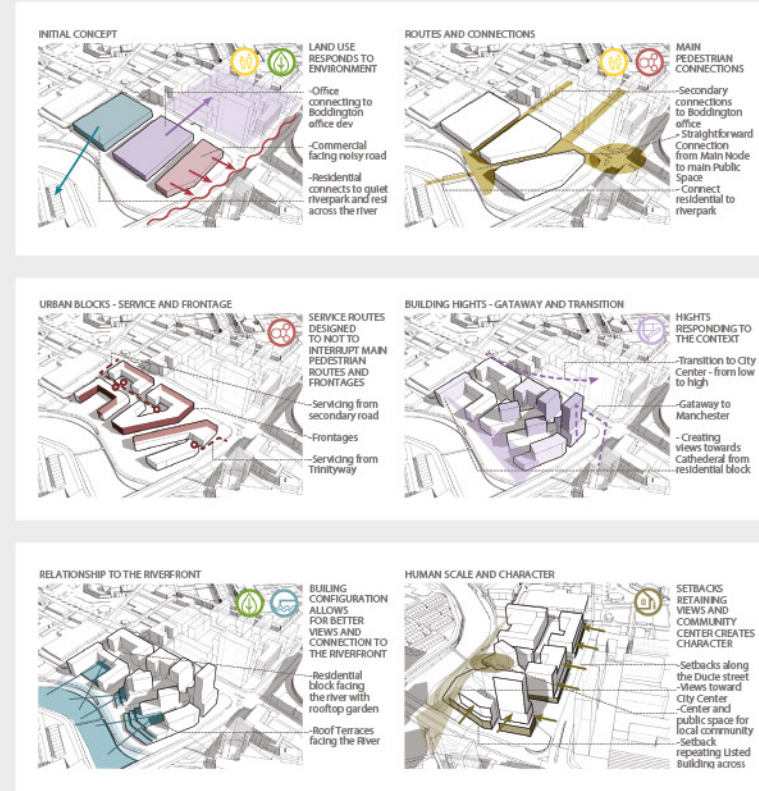 INITIAL CONCEPT
LAND USE
RESPONDS TO
ENVIRONMENT
-Office
connecting to
Boddington
office dev
-Commercial
facing noisy road
-Residential
connects to quiet
riverpark and resi
across the river
ROUTES AND CONNECTIONS
MAIN
PEDESTRIAN
CONNECTIONS
-Secondary
connections
to Boddington
office
- Straightforward
Connection
from Main Node
to main Public
Space
- Connect
residential to
riverpark
URBAN BLOCKS - SERVICE AND FRONTAGE
SERVICE ROUTES
DESIGNED
TO NOT TO
INTERRUPT MAIN
PEDESTRIAN
ROUTES AND
FRONTAGES
-Servicing from
secondary road
-Frontages
-Servicing from
Trinityway
BUILDING HIGHTS - GATAWAY AND TRANSITION
HIGHTS
RESPONDING TO
THE CONTEXT
-Transition to City
Center - from low
to high
-Gataway to
Manchester
- Creating
views towards
Cathederal from
residential block
RELATIONSHIP TO THE RIVERFRONT
BUILING
CONFIGURATION
ALLOWS
FOR BETTER
VIEWS AND
CONNECTION TO
THE RIVERFRONT
-Residential
block facing
the river with
rooftop garden
-Roof Terraces
facing the River
HUMAN SCALE AND CHARACTER
SETBACKS
RETAINING
VIEWS AND
COMMUNITY
CENTER CREATES
CHARACTER
-Setbacks along
the Ducie street
-Views toward
City Center
-Center and
public space for
local community
-Setback
repeating Listed
Building across